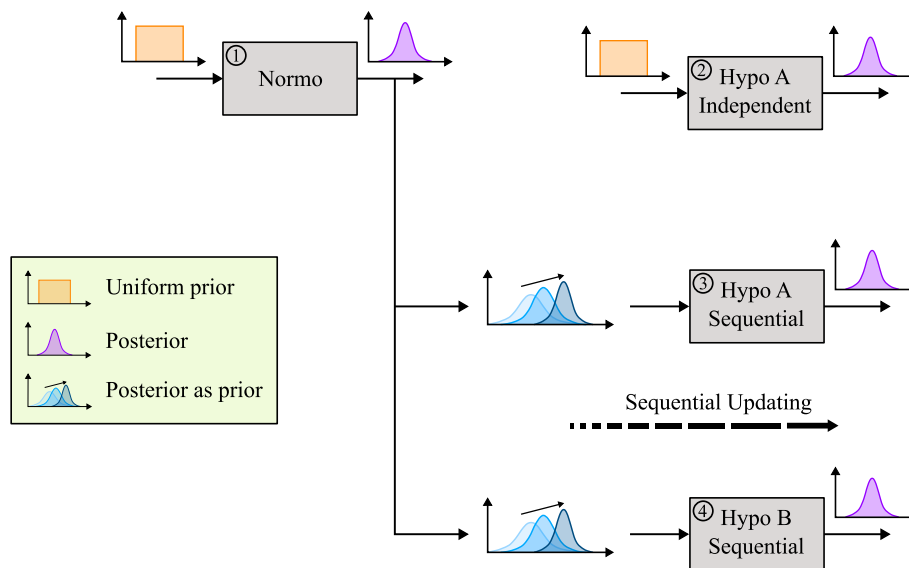 ①
Normo
②
Hypo A
Independent
Uniform prior
Posterior
Posterior as prior
③
Hypo A
Sequential
Sequential Updating
④
Hypo B
Sequential